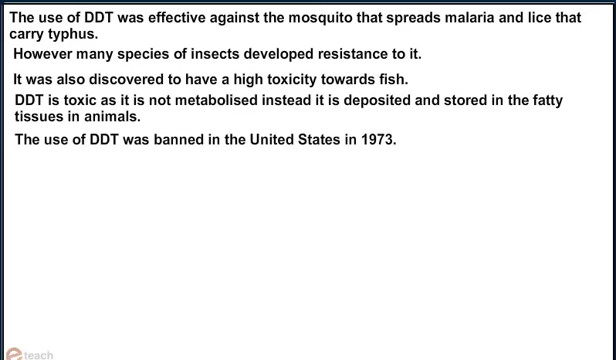 The use of DDT was effective against the mosquito that spreads malaria and lice that
carry typhus.
However many species of insects developed resistance to it.
It was also discovered to have a high toxicity towards fish.
DDT is toxic as it is not metabolised instead it is deposited and stored in the fatty
tissues in animals.
The use of DDT was banned in the United States in 1973.
e teach